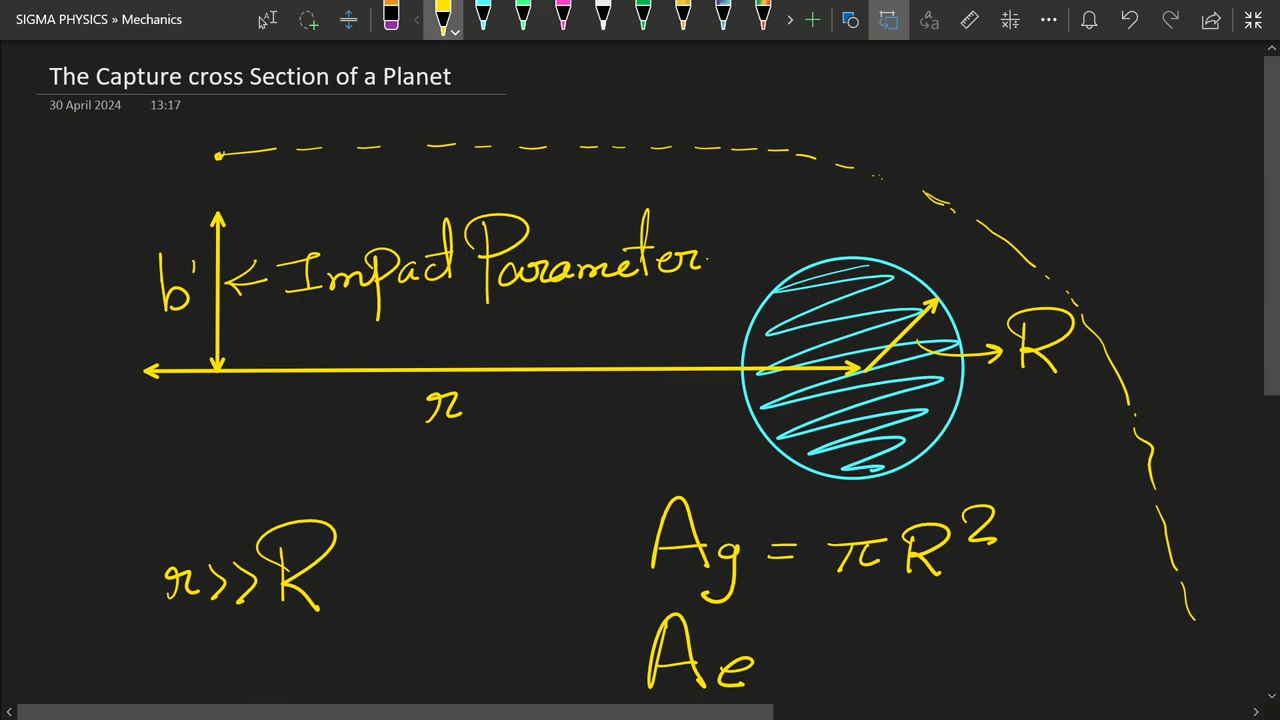 SIGMA PHYSICS » Mechanics
The Capture cross Section of a Planet
30 April 2024 13:17
b' ← Impact Parameter
R
r
r>>R
Ag = πR²
Ae